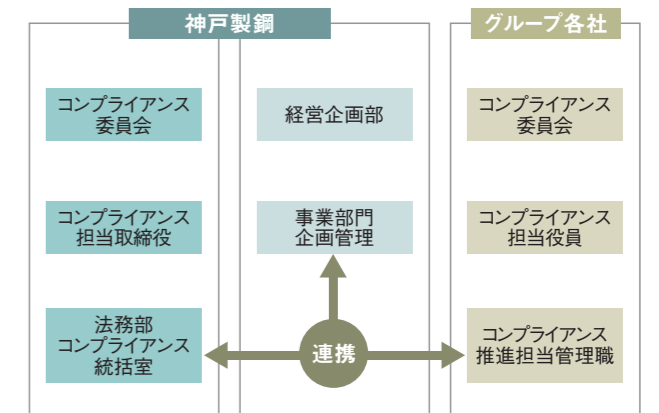 神戸製鋼
グループ各社
コンプライアンス
委員会
経営企画部
コンプライアンス
委員会
コンプライアンス
担当取締役
事業部門
企画管理
コンプライアンス
担当役員
法務部
コンプライアンス
統括室
連携
コンプライアンス
推進担当管理職